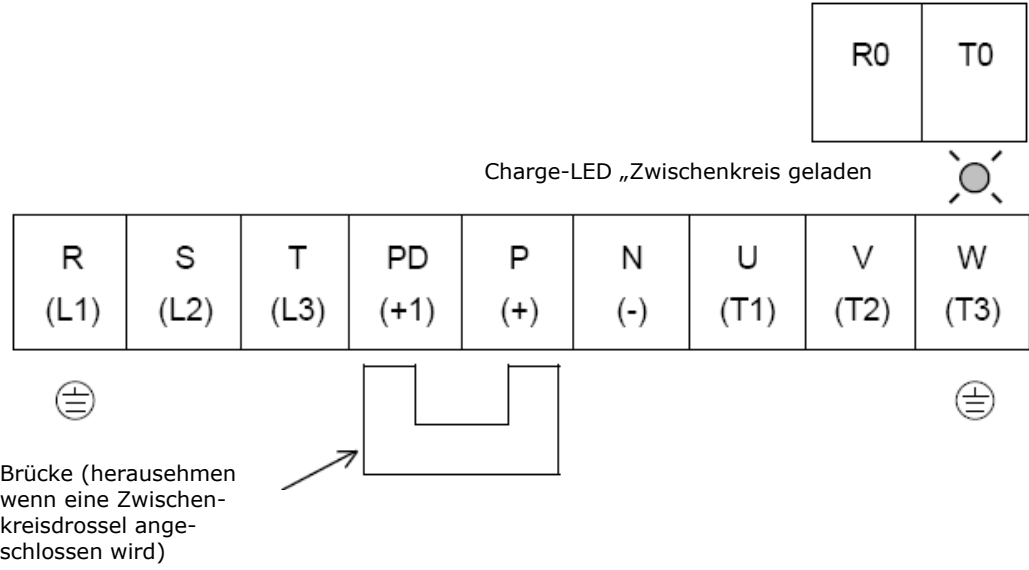 R0 T0
Charge-LED „Zwischenkreis geladen
R S T PD P N U V W
(L1) (L2) (L3) (+1) (+) (-) (T1) (T2) (T3)
Brücke (herausehmen
wenn eine Zwischen-
kreisdrossel ange-
schlossen wird)